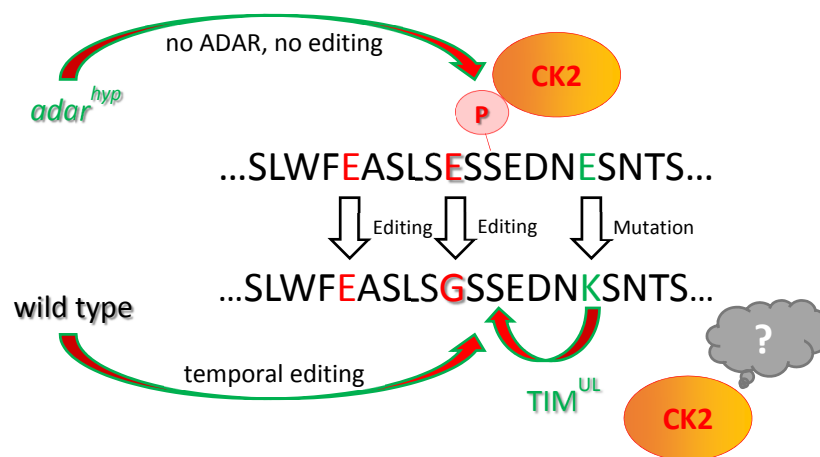 no ADAR, no editing
CK2
adar^hyp
P
...SLWFEASLSESSEDNESNTS...
Editing
Editing
Mutation
...SLWFEASLSGSSEDNKSNTS...
wild type
?
temporal editing
TIM^UL
CK2